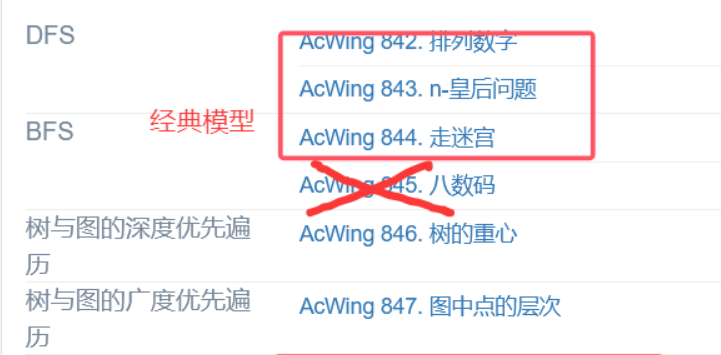 DFS
AcWing 842. 排列数字
AcWing 843. n-皇后问题
经典模型
BFS
AcWing 844. 走迷宫
AcWing 845. 八数码
树与图的深度优先遍
历
AcWing 846. 树的重心
树与图的广度优先遍
历
AcWing 847. 图中点的层次